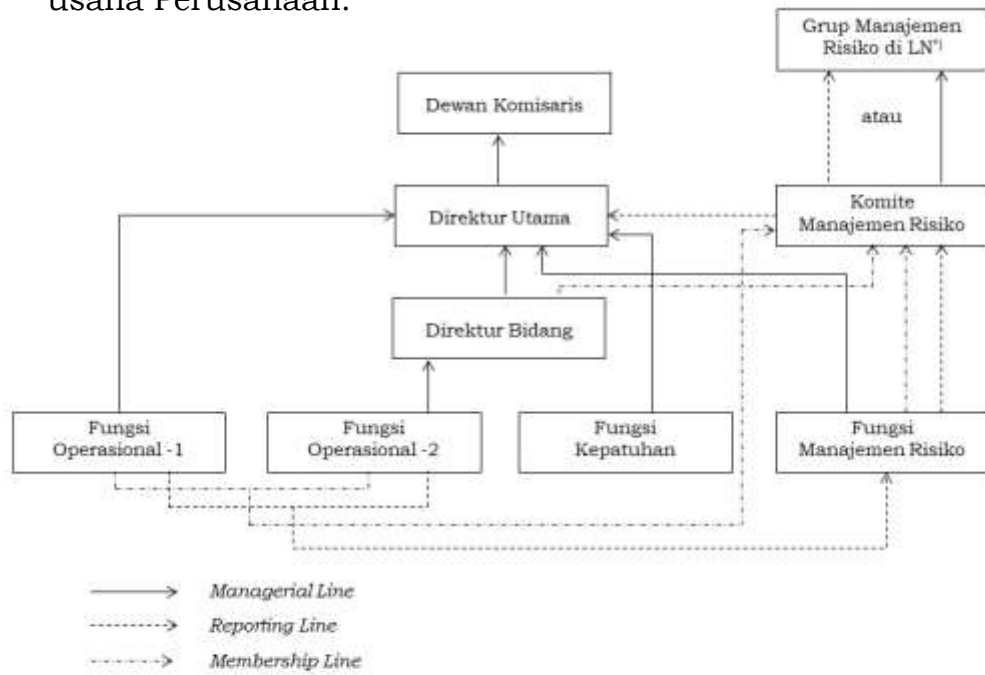 usaha Perusahaan.
Grup Manajemen
Risiko di LN*)
Dewan Komisaris
atau
Direktur Utama
Komite
Manajemen Risiko
Direktur Bidang
Fungsi
Operasional -1
Fungsi
Operasional -2
Fungsi
Kepatuhan
Fungsi
Manajemen Risiko
Managerial Line
Reporting Line
Membership Line